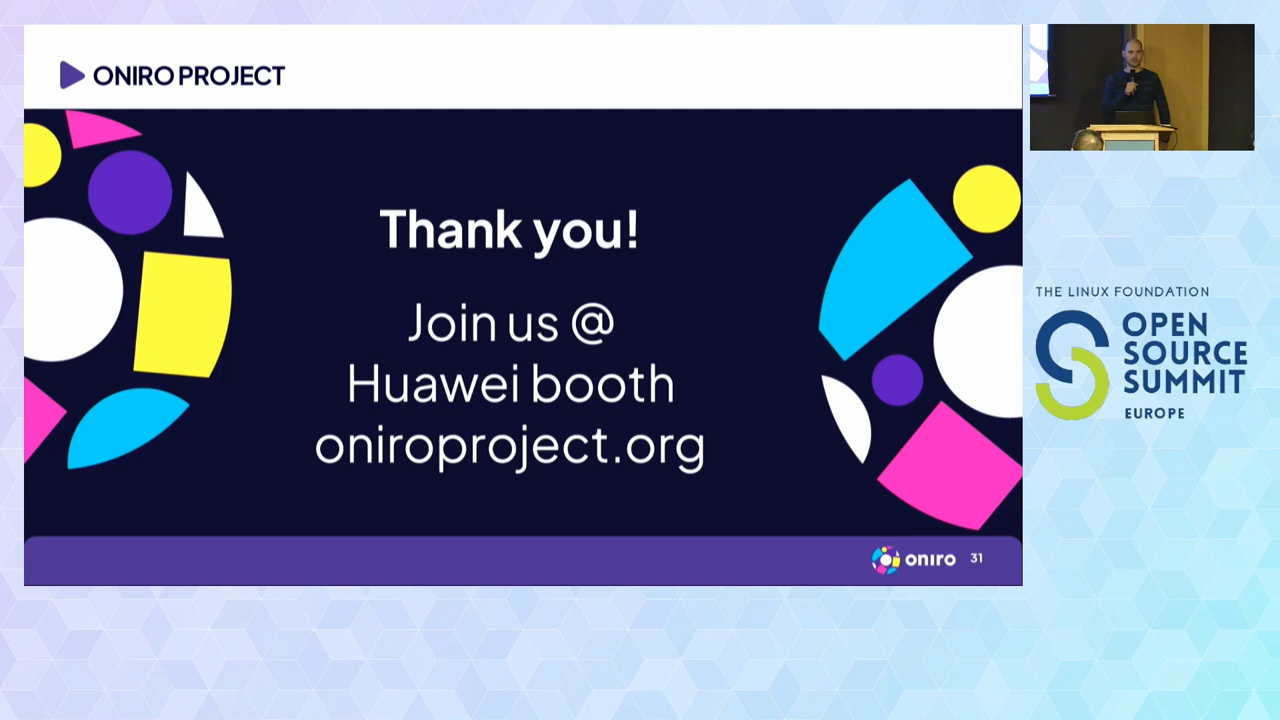 ONIRO PROJECT
Thank you!
Join us @
Huawei booth
oniroproject.org
oniro 31
THE LINUX FOUNDATION
OPEN
SOURCE
SUMMIT
EUROPE